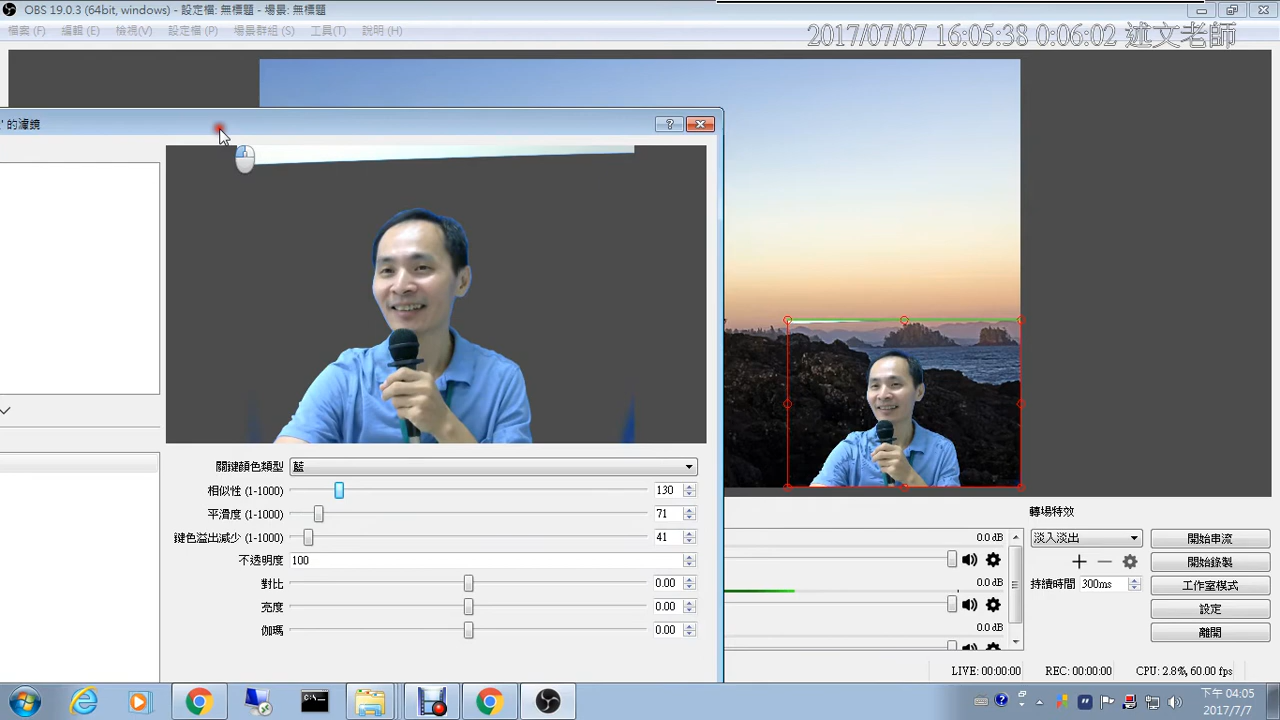 OBS 19.0.3 (64bit, windows) - 設定檔: 無標題 - 場景: 無標題
檔案 (F) 編輯 (E) 檢視(V) 設定檔 (P) 場景群組 (S) 工具(T) 說明 (H)
2017/07/07 16:05:38 0:06:02 述文老師
' 的濾鏡
關鍵顏色類型 藍
相似性 (1-1000) 130
平滑度 (1-1000) 71
鍵色溢出減少 (1-1000) 41
不透明度 100
對比 0.00
亮度 0.00
伽瑪 0.00
0.0 dB
0.0 dB
0.0 dB
轉場特效
淡入淡出
持續時間 300ms
開始串流
開始錄製
工作室模式
設定
離開
LIVE: 00:00:00 REC: 00:00:00 CPU: 2.8%, 60.00 fps
下午 04:05
2017/7/7